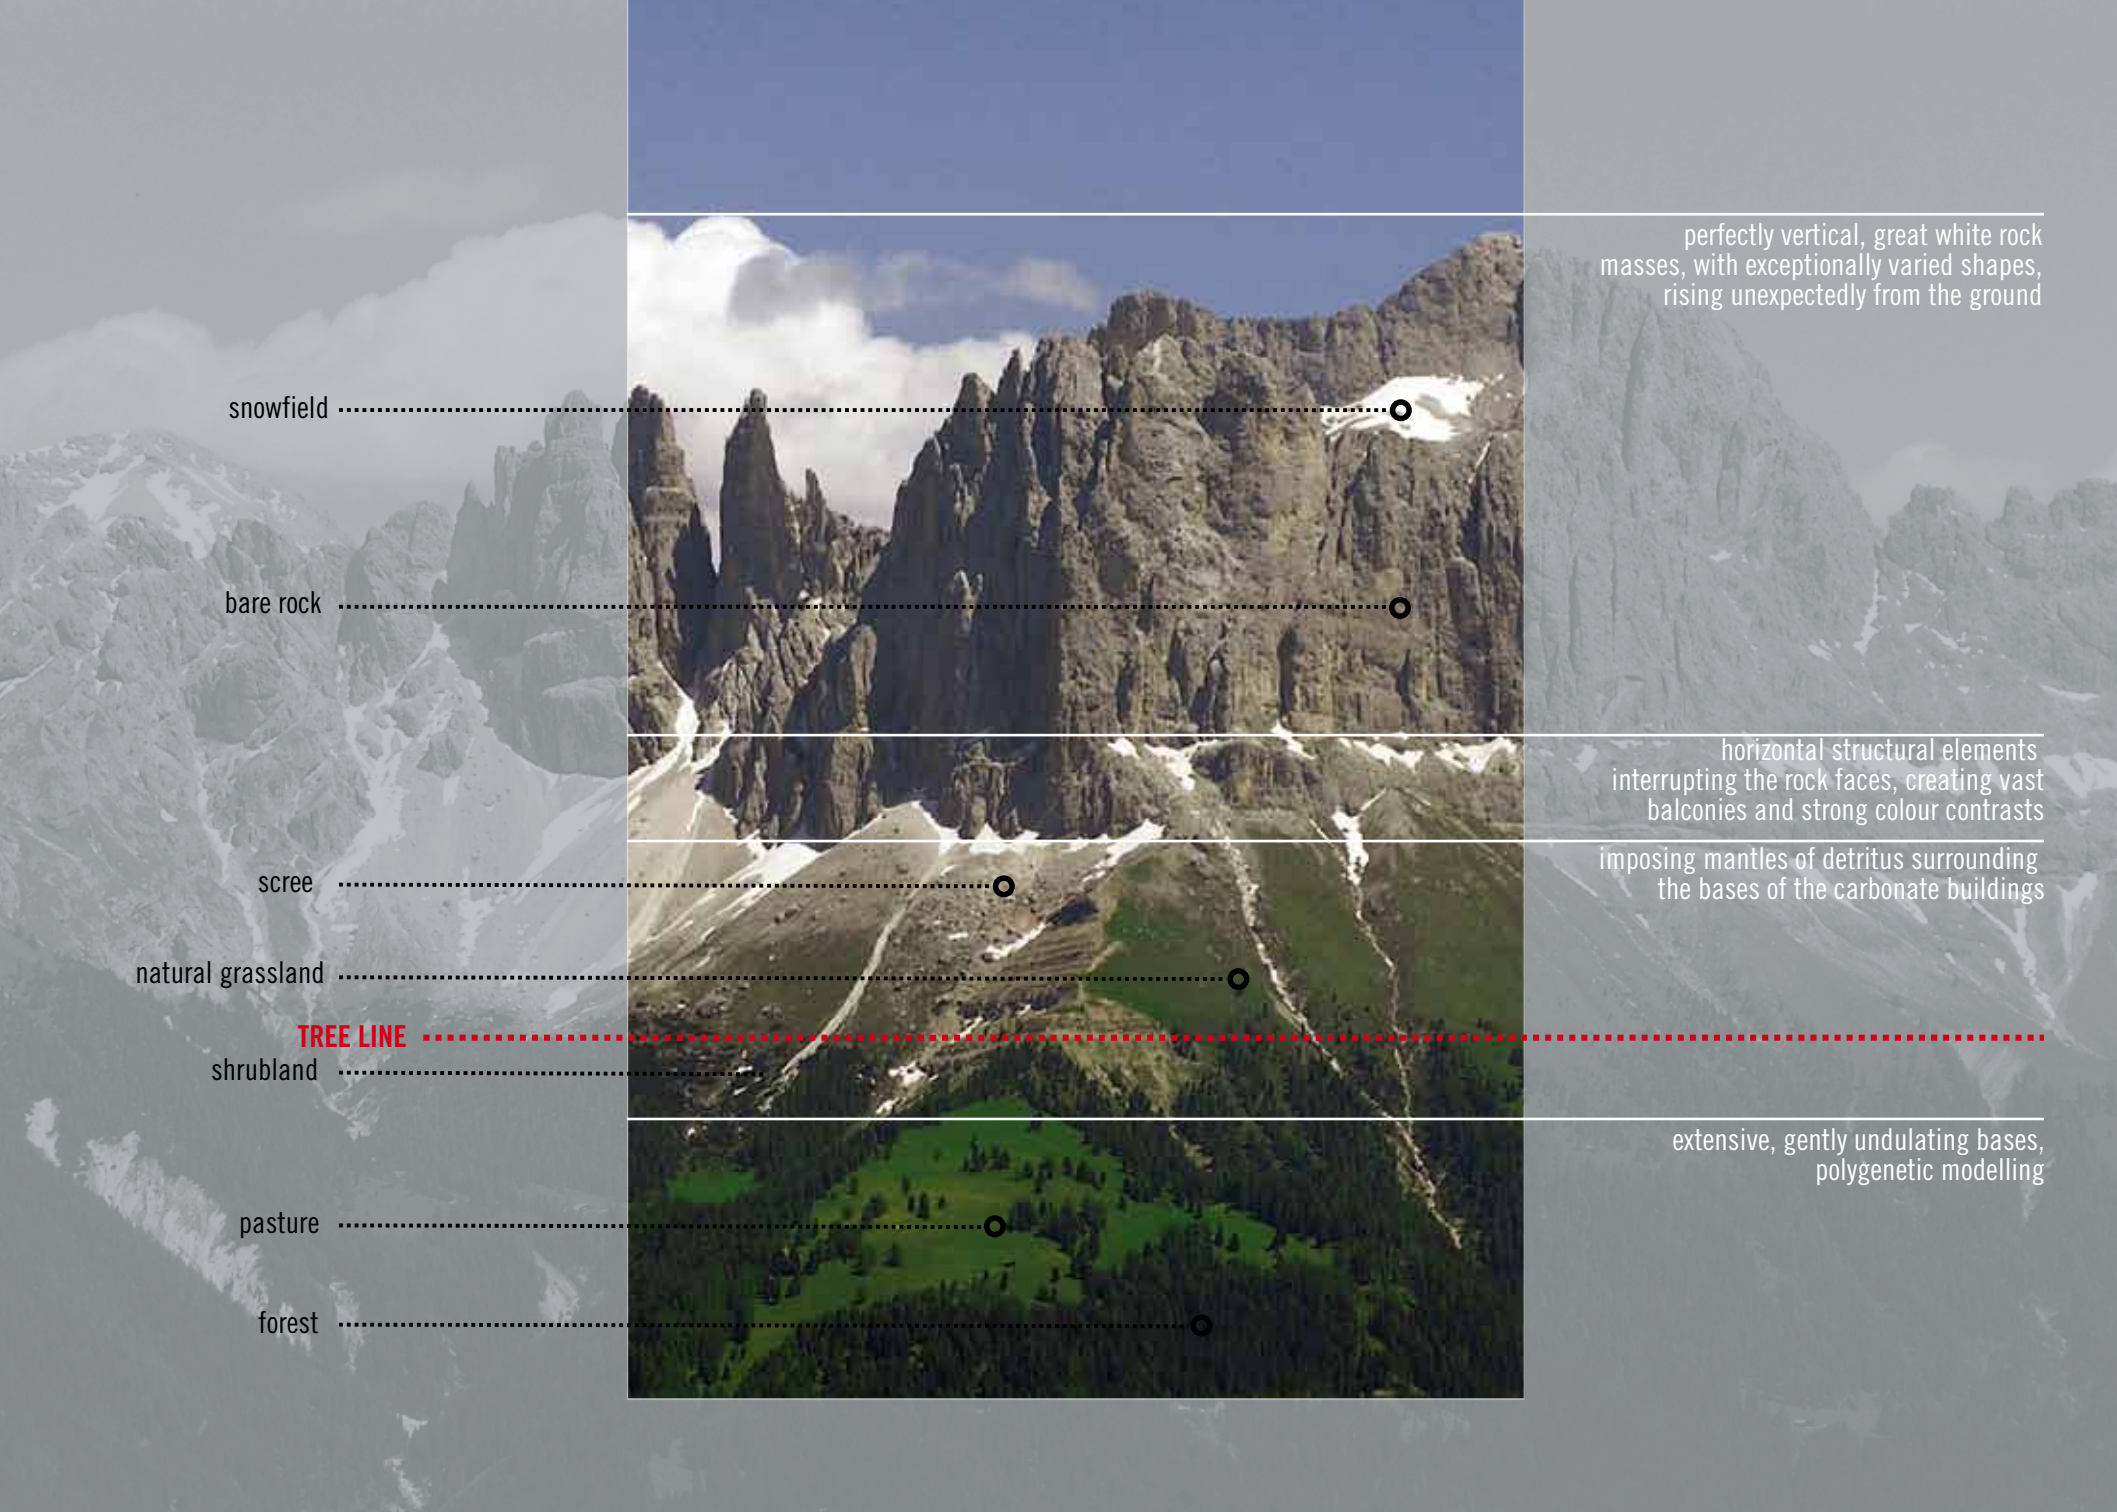 perfectly vertical, great white rock
masses, with exceptionally varied shapes,
rising unexpectedly from the ground
snowfield
bare rock
horizontal structural elements
interrupting the rock faces, creating vast
balconies and strong colour contrasts
imposing mantles of detritus surrounding
the bases of the carbonate buildings
scree
natural grassland
TREE LINE
shrubland
extensive, gently undulating bases,
polygenetic modelling
pasture
forest